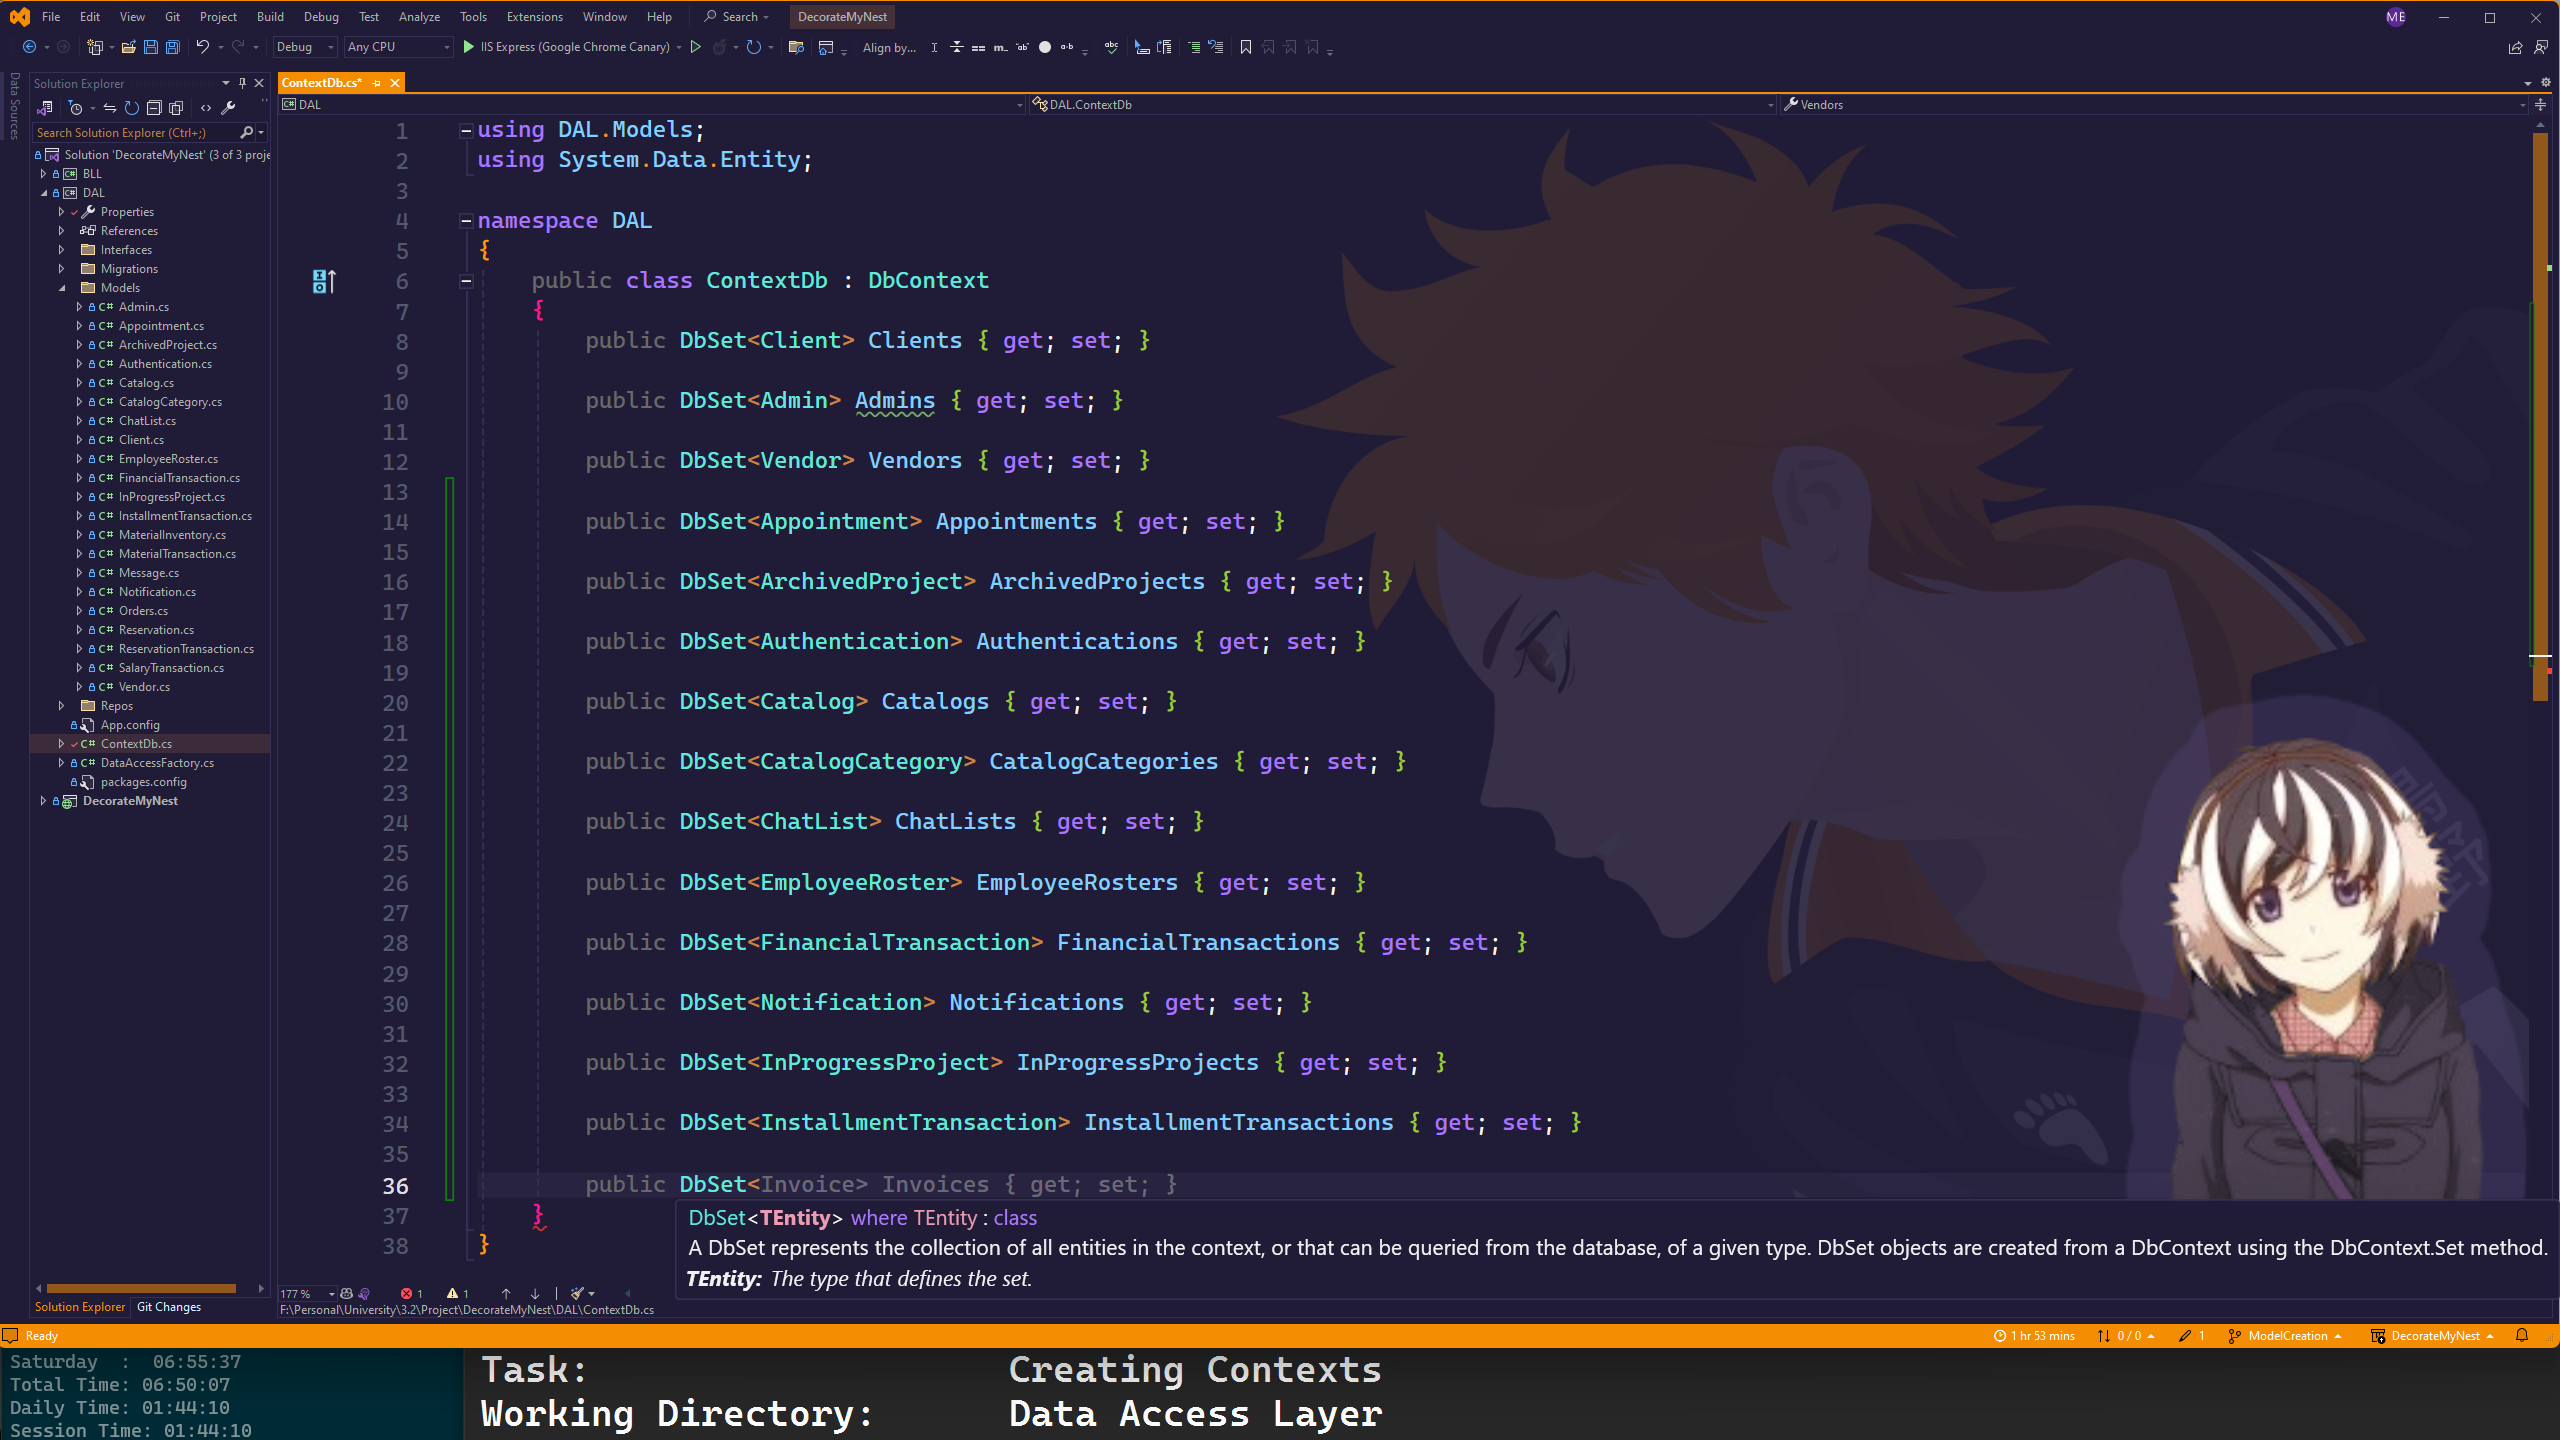 File Edit View Git Project Build Debug Test Analyze Tools Extensions Window Help Search DecorateMyNest ME
Debug Any CPU IIS Express (Google Chrome Canary) Align by...
Data Sources
Solution Explorer
Search Solution Explorer (Ctrl+;)
Solution 'DecorateMyNest' (3 of 3 proje
BLL
DAL
Properties
References
Interfaces
Migrations
Models
C# Admin.cs
C# Appointment.cs
C# ArchivedProject.cs
C# Authentication.cs
C# Catalog.cs
C# CatalogCategory.cs
C# ChatList.cs
C# Client.cs
C# EmployeeRoster.cs
C# FinancialTransaction.cs
C# InProgressProject.cs
C# InstallmentTransaction.cs
C# MaterialInventory.cs
C# MaterialTransaction.cs
C# Message.cs
C# Notification.cs
C# Orders.cs
C# Reservation.cs
C# ReservationTransaction.cs
C# SalaryTransaction.cs
C# Vendor.cs
Repos
App.config
C# ContextDb.cs
C# DataAccessFactory.cs
packages.config
DecorateMyNest
Solution Explorer Git Changes
ContextDb.cs*
DAL DAL.ContextDb Vendors
1 using DAL.Models;
2 using System.Data.Entity;
3
4 namespace DAL
5 {
6 public class ContextDb : DbContext
7 {
8 public DbSet<Client> Clients { get; set; }
9
10 public DbSet<Admin> Admins { get; set; }
11
12 public DbSet<Vendor> Vendors { get; set; }
13
14 public DbSet<Appointment> Appointments { get; set; }
15
16 public DbSet<ArchivedProject> ArchivedProjects { get; set; }
17
18 public DbSet<Authentication> Authentications { get; set; }
19
20 public DbSet<Catalog> Catalogs { get; set; }
21
22 public DbSet<CatalogCategory> CatalogCategories { get; set; }
23
24 public DbSet<ChatList> ChatLists { get; set; }
25
26 public DbSet<EmployeeRoster> EmployeeRosters { get; set; }
27
28 public DbSet<FinancialTransaction> FinancialTransactions { get; set; }
29
30 public DbSet<Notification> Notifications { get; set; }
31
32 public DbSet<InProgressProject> InProgressProjects { get; set; }
33
34 public DbSet<InstallmentTransaction> InstallmentTransactions { get; set; }
35
36 public DbSet<Invoice> Invoices { get; set; }
37 }
38 }
DbSet<TEntity> where TEntity : class
A DbSet represents the collection of all entities in the context, or that can be queried from the database, of a given type. DbSet objects are created from a DbContext using the DbContext.Set method.
TEntity: The type that defines the set.
177 % 1 1
F:\Personal\University\3.2\Project\DecorateMyNest\DAL\ContextDb.cs
Ready 1 hr 53 mins 0 / 0 1 ModelCreation DecorateMyNest
Saturday : 06:55:37
Total Time: 06:50:07
Daily Time: 01:44:10
Session Time: 01:44:10
Task: Creating Contexts
Working Directory: Data Access Layer